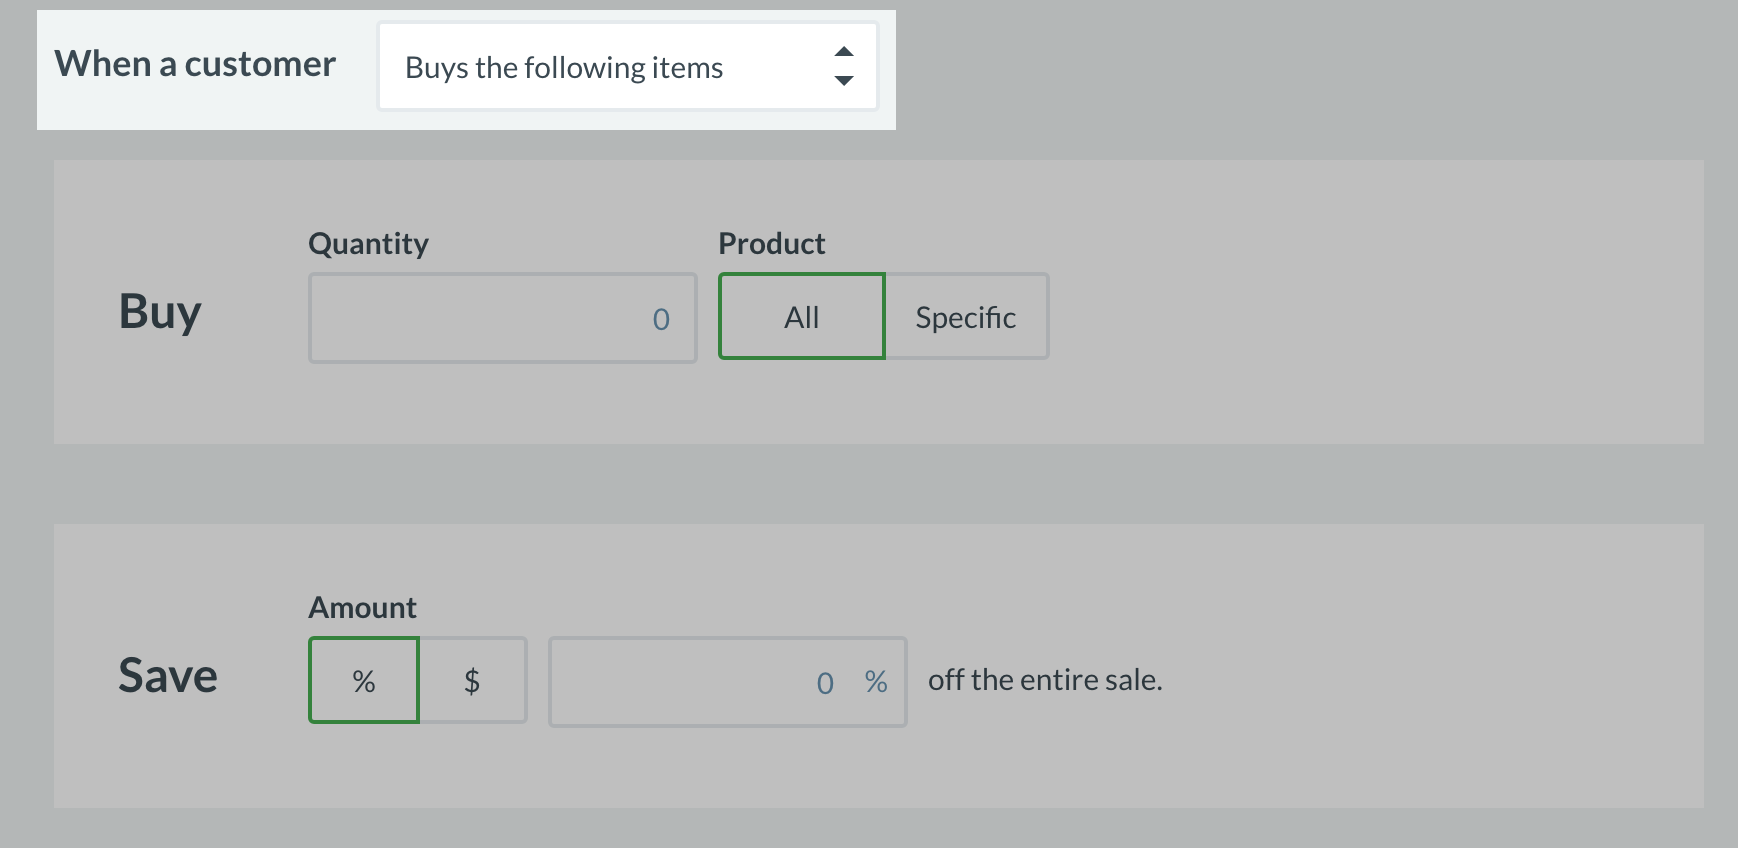 When a customer
Buys the following items
Quantity
Product
Buy
0
All
Specific
Amount
Save
%
$
0 %
off the entire sale.